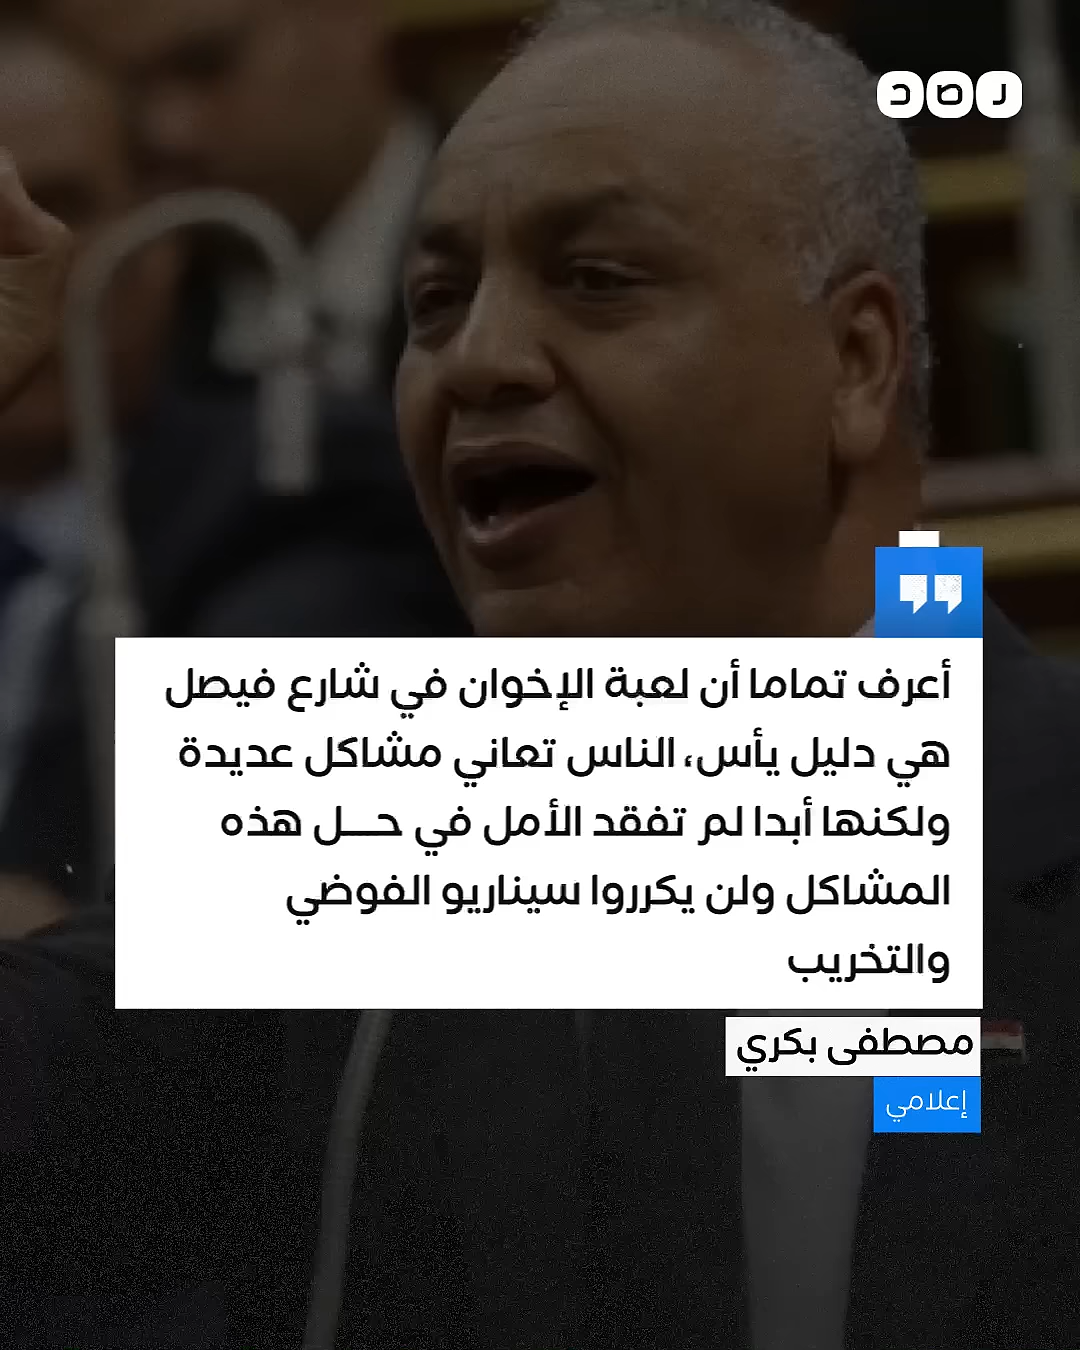 رصد
أعرف تماما أن لعبة الإخوان في شارع فيصل
هي دليل يأس، الناس تعاني مشاكل عديدة
ولكنها أبدا لم تفقد الأمل في حـــل هذه
المشاكل ولن يكرروا سيناريو الفوضي
والتخريب
مصطفى بكري
إعلامي